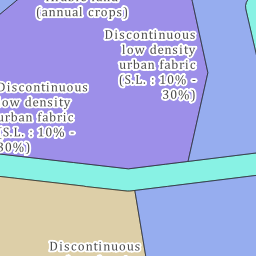 (annual crops)
Discontinuous
low density
urban fabric
(S.L. : 10% -
30%)
Discontinuous
low density
urban fabric
(S.L. : 10% -
30%)
Discontinuous